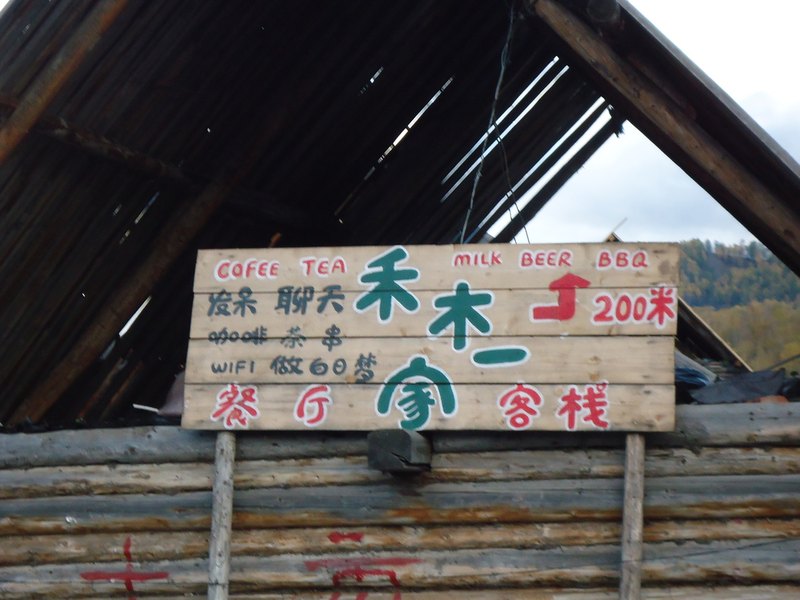 COFEE TEA MILK BEER BBQ
发呆 聊天 200米
咖啡 茶 串
WIFI 做白日梦
禾木一家
餐厅 客栈